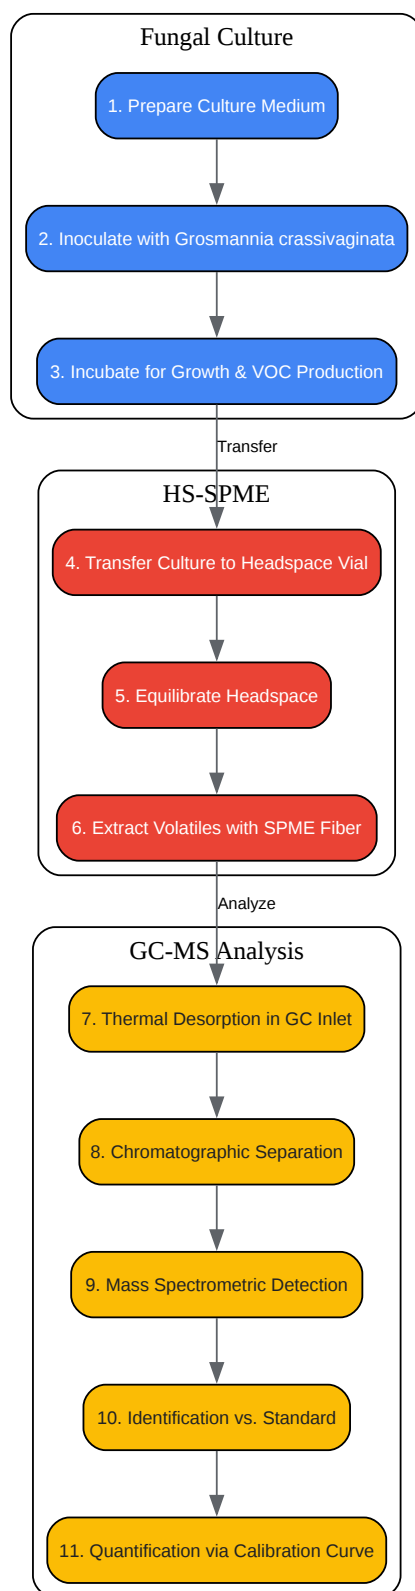 Fungal Culture
1. Prepare Culture Medium
2. Inoculate with Grosmannia crassivaginata
3. Incubate for Growth & VOC Production
Transfer
HS-SPME
4. Transfer Culture to Headspace Vial
5. Equilibrate Headspace
6. Extract Volatiles with SPME Fiber
Analyze
GC-MS Analysis
7. Thermal Desorption in GC Inlet
8. Chromatographic Separation
9. Mass Spectrometric Detection
10. Identification vs. Standard
11. Quantification via Calibration Curve